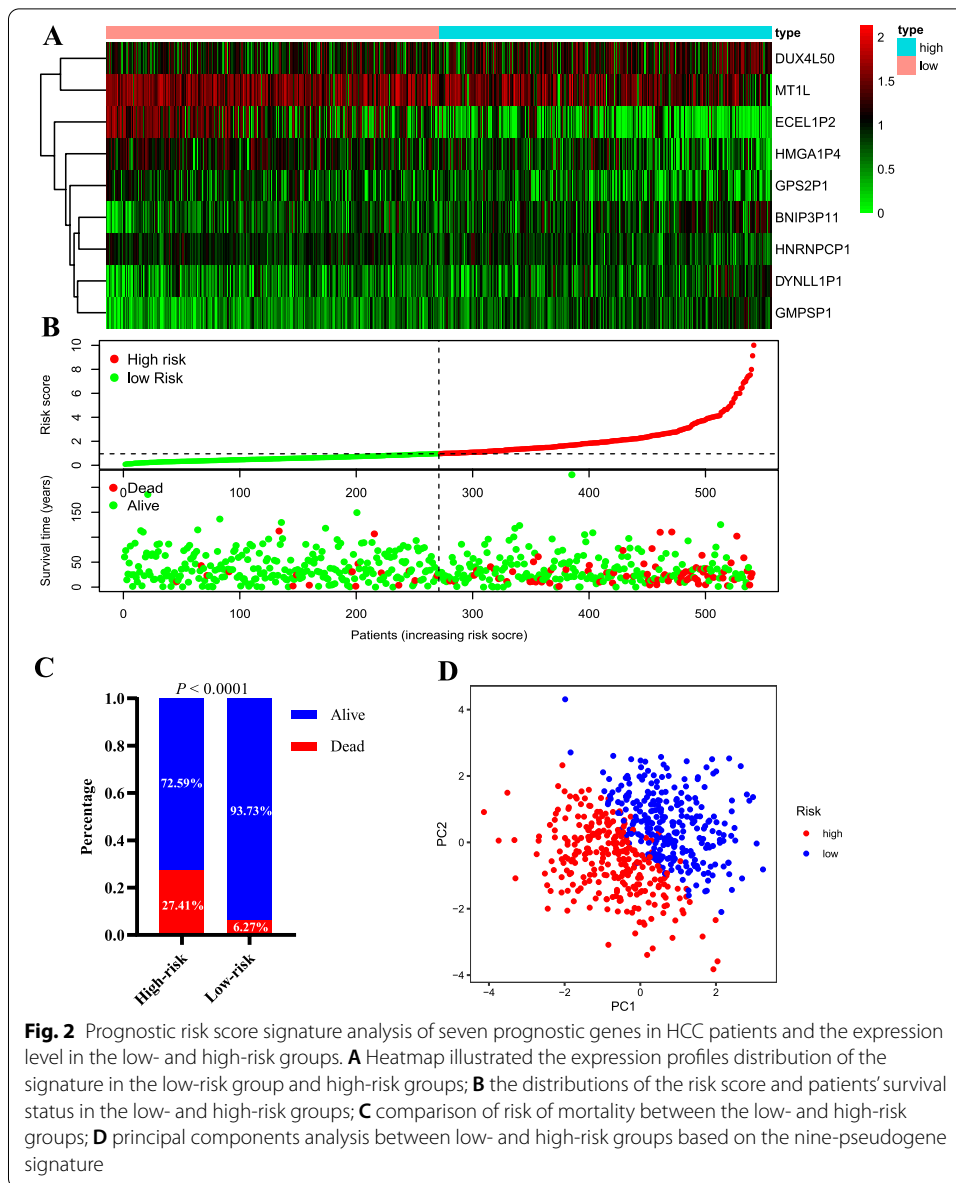 A
type
DUX4L50
MT1L
ECEL1P2
HMGA1P4
GPS2P1
BNIP3P11
HNRNPCP1
DYNLL1P1
GMPSP1
2
1.5
1
0.5
0
type
high
low
B
Risk score
10
8
6
4
2
0
High risk
low Risk
0 100 200 300 400 500
Survival time (years)
150
50
0
Dead
Alive
0 100 200 300 400 500
Patients (increasing risk socre)
C
P < 0.0001
Percentage
1.0
0.8
0.6
0.4
0.2
0.0
72.59%
27.41%
93.73%
6.27%
High-risk
Low-risk
Alive
Dead
D
PC2
4
2
0
−2
−4
−4 −2 0 2
PC1
Risk
high
low
Fig. 2 Prognostic risk score signature analysis of seven prognostic genes in HCC patients and the expression
level in the low- and high-risk groups. A Heatmap illustrated the expression profiles distribution of the
signature in the low-risk group and high-risk groups; B the distributions of the risk score and patients’ survival
status in the low- and high-risk groups; C comparison of risk of mortality between the low- and high-risk
groups; D principal components analysis between low- and high-risk groups based on the nine-pseudogene
signature